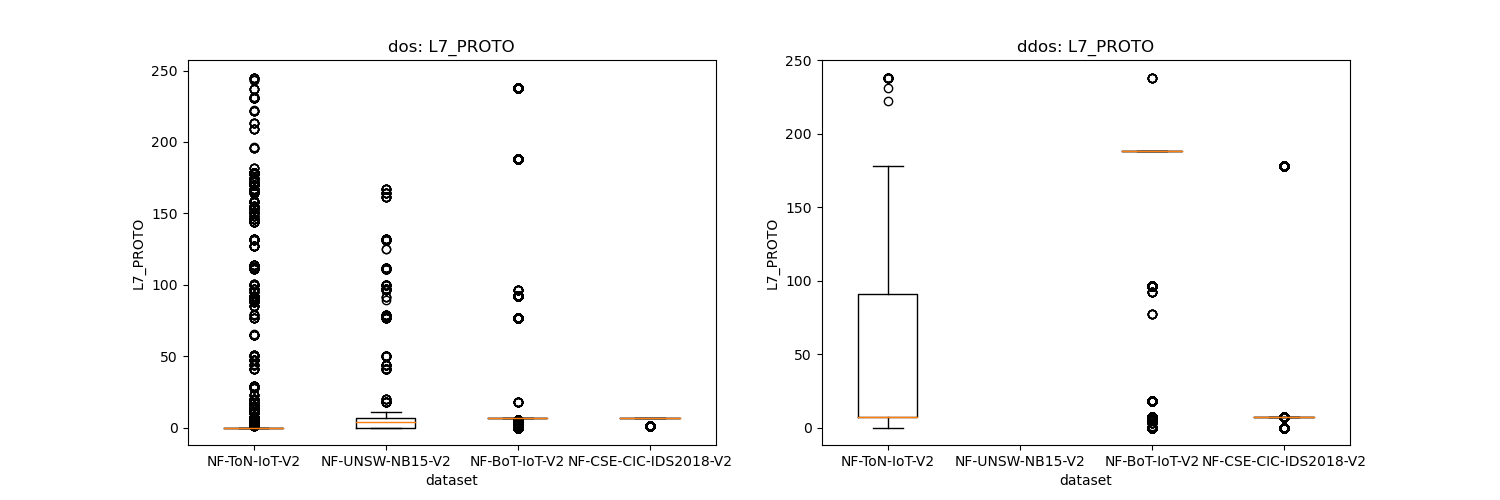 dos: L7_PROTO
250
200
150
100
50
0
L7_PROTO
NF-ToN-IoT-V2 NF-UNSW-NB15-V2 NF-BoT-IoT-V2 NF-CSE-CIC-IDS2018-V2
dataset
ddos: L7_PROTO
250
200
150
100
50
0
L7_PROTO
NF-ToN-IoT-V2 NF-UNSW-NB15-V2 NF-BoT-IoT-V2 NF-CSE-CIC-IDS2018-V2
dataset